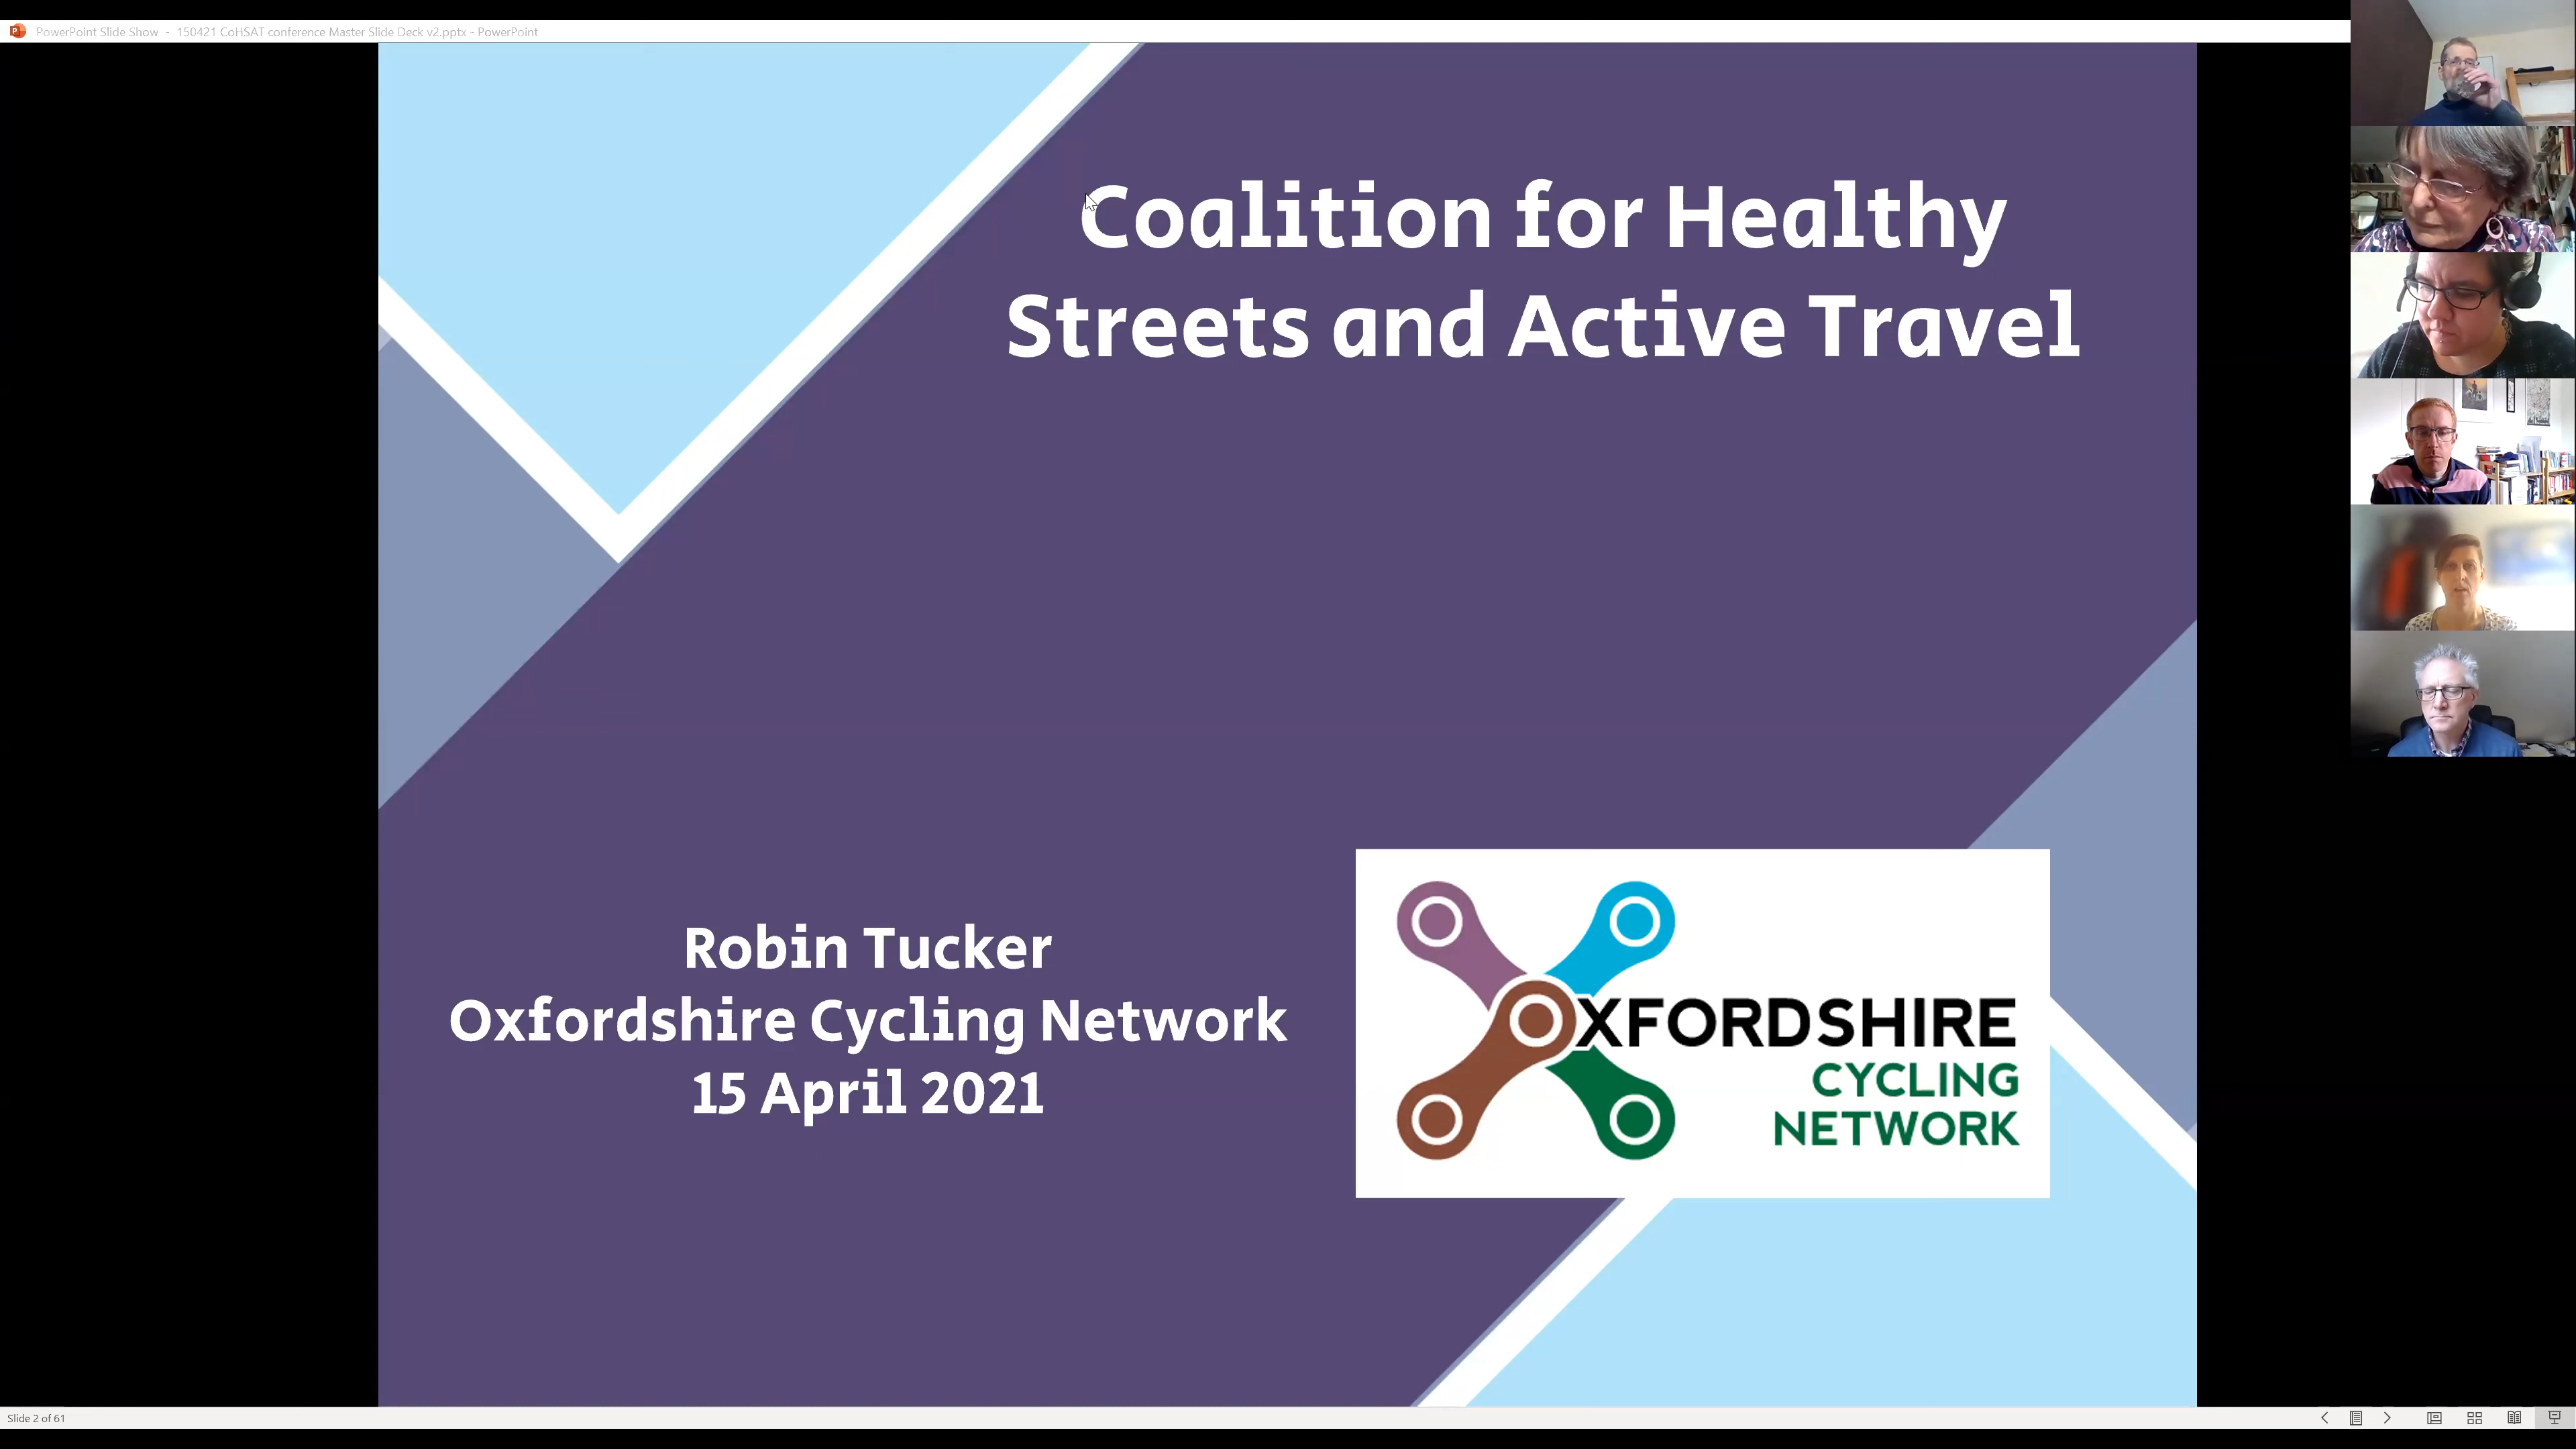 PowerPoint Slide Show - 150421 CoHSAT conference Master Slide Deck v2.pptx - PowerPoint
Coalition for Healthy
Streets and Active Travel
Robin Tucker
Oxfordshire Cycling Network
15 April 2021
OXFORDSHIRE
CYCLING
NETWORK
Slide 2 of 61